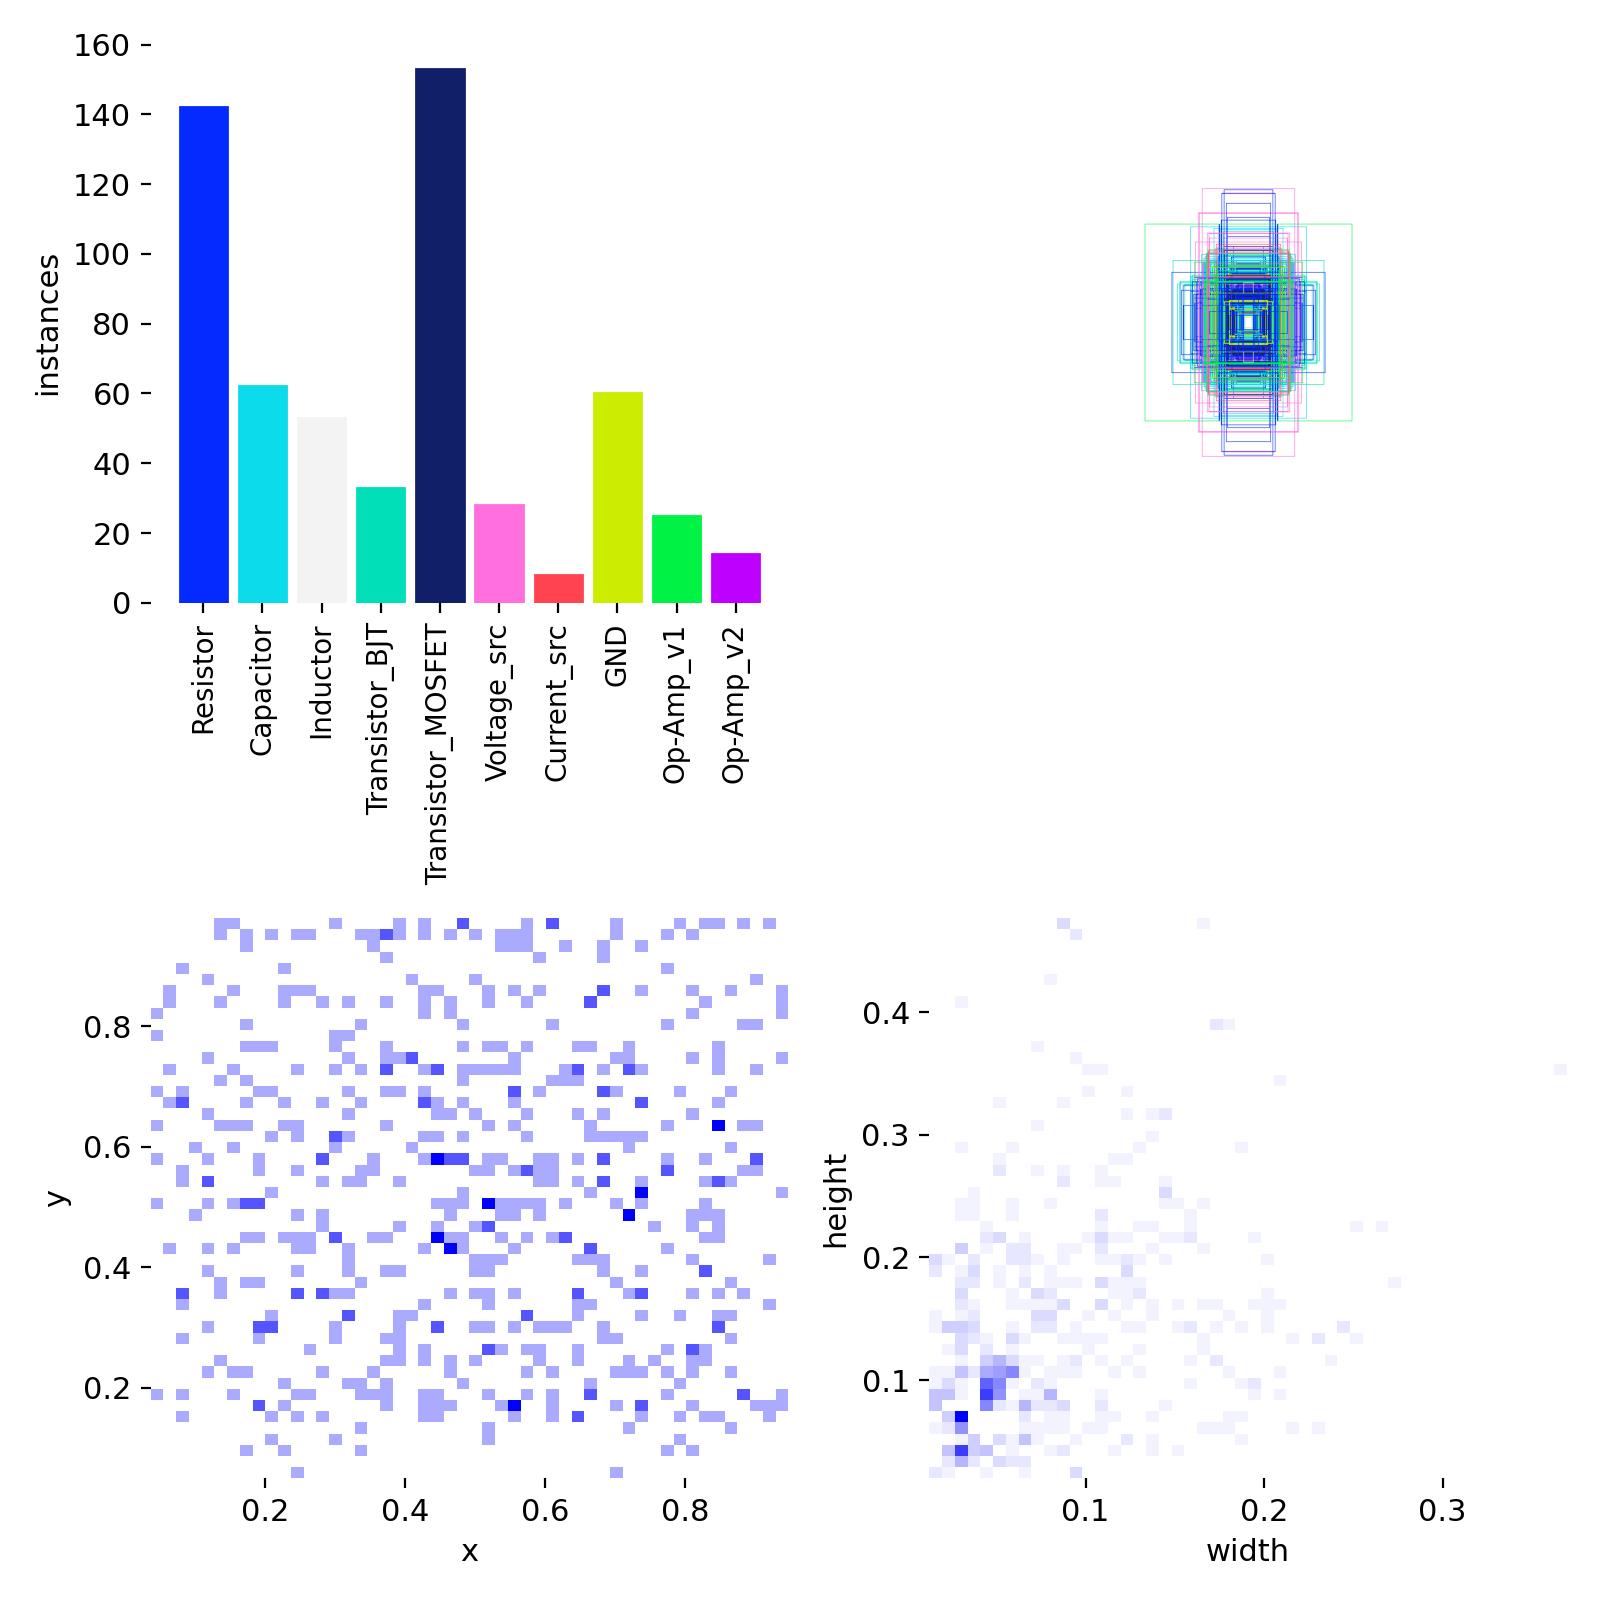 160
140
120
100
80
60
40
20
0
instances
Resistor
Capacitor
Inductor
Transistor_BJT
Transistor_MOSFET
Voltage_src
Current_src
GND
Op-Amp_v1
Op-Amp_v2
0.8
0.6
0.4
0.2
y
0.2 0.4 0.6 0.8
x
0.4
0.3
0.2
0.1
height
0.1 0.2 0.3
width